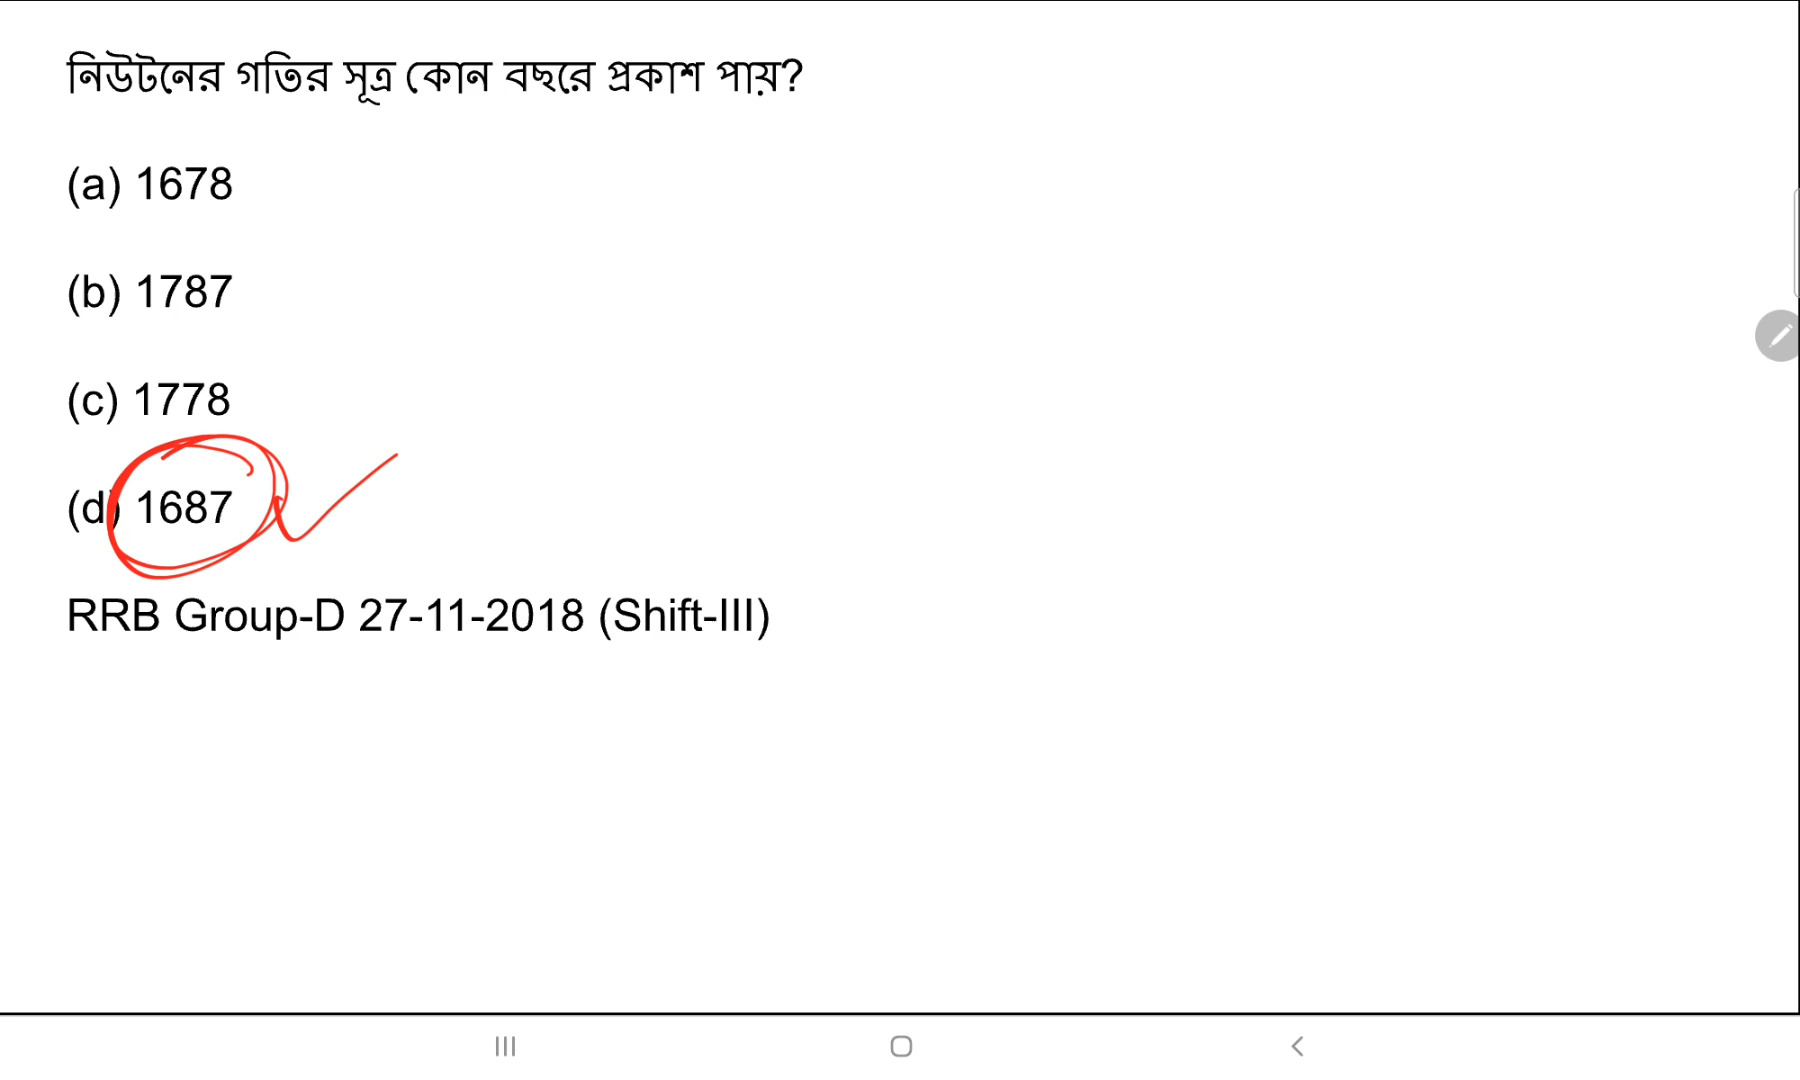 নিউটনের গতির সূত্র কোন বছরে প্রকাশ পায়?
(a) 1678
(b) 1787
(c) 1778
(d) 1687
RRB Group-D 27-11-2018 (Shift-III)